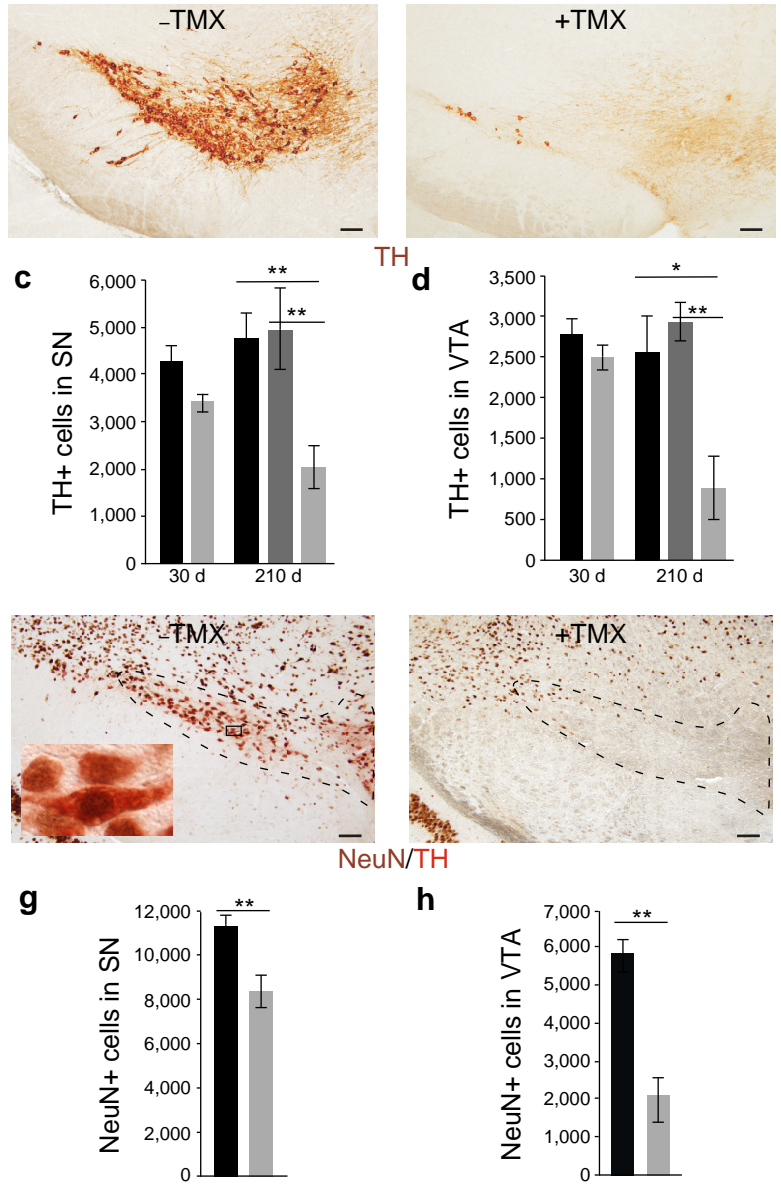 –TMX
+TMX
TH
c
TH+ cells in SN
6,000
5,000
4,000
3,000
2,000
1,000
0
**
**
30 d
210 d
d
TH+ cells in VTA
3,500
3,000
2,500
2,000
1,500
1,000
500
0
*
**
30 d
210 d
–TMX
+TMX
NeuN/TH
g
NeuN+ cells in SN
12,000
10,000
8,000
6,000
4,000
2,000
0
**
h
NeuN+ cells in VTA
7,000
6,000
5,000
4,000
3,000
2,000
1,000
0
**